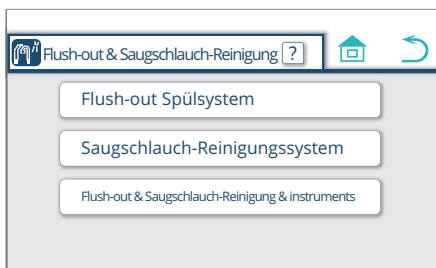 Flush-out & Saugschlauch-Reinigung ?
Flush-out Spülsystem
Saugschlauch-Reinigungssystem
Flush-out & Saugschlauch-Reinigung & instruments